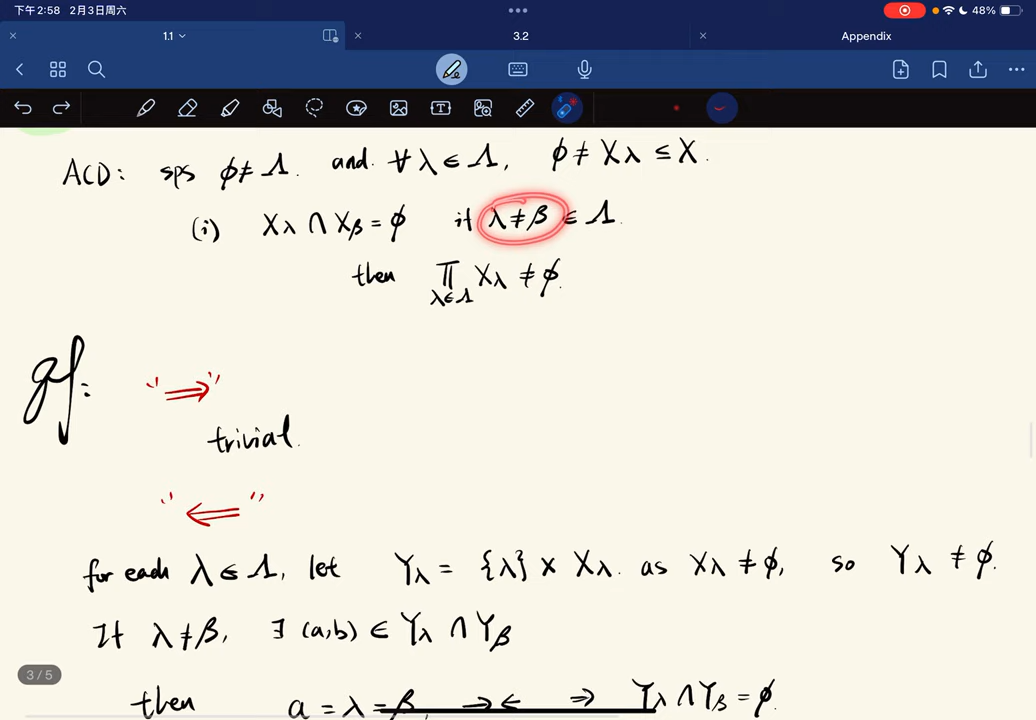 下午2:58 2月3日周六
48%
1.1
3.2
Appendix
ACD: sps ϕ≠Λ. and. ∀λ∈Λ, ϕ≠Xλ≤X.
(i) Xλ∩Xβ=ϕ if λ≠β∈Λ.
then ∏λ∈Λ Xλ≠ϕ.
pf:
"⟹"
trivial.
"⟸"
for each λ∈Λ, let Yλ={λ}×Xλ. as Xλ≠ϕ, so Yλ≠ϕ.
If λ≠β, ∃(a,b)∈Yλ∩Yβ
3/5
then a=λ=β, →← ⇒ Yλ∩Yβ=ϕ.